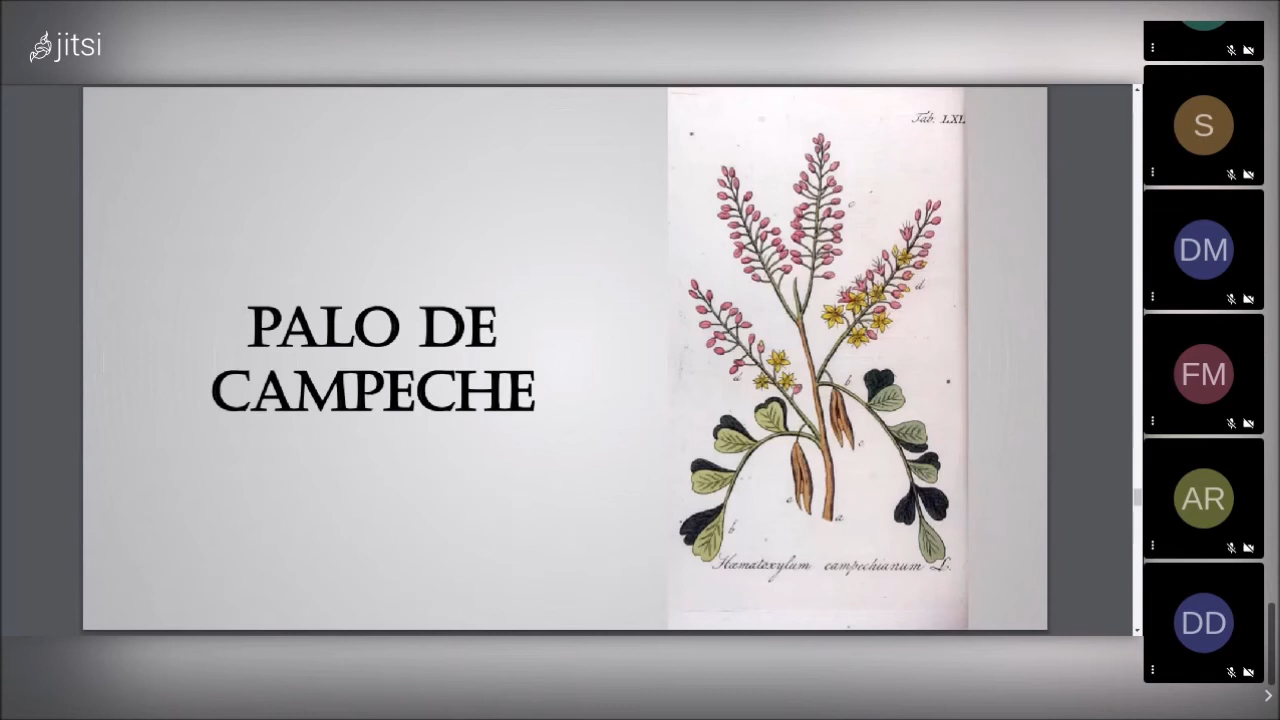 jitsi
PALO DE
CAMPECHE
Tab. LXI.
Hæmatoxylum campechianum L.
S
DM
FM
AR
DD